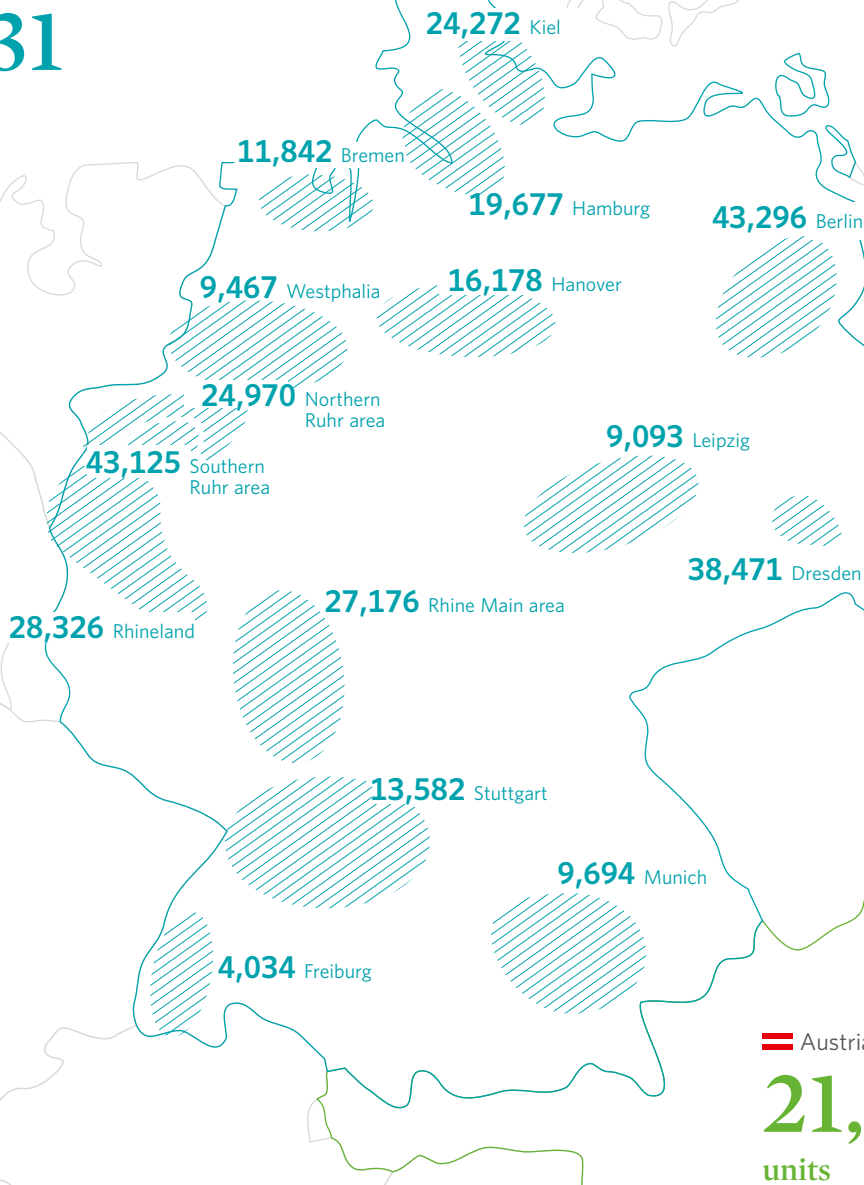 31
24,272 Kiel
11,842 Bremen
19,677 Hamburg
43,296 Berlin
9,467 Westphalia
16,178 Hanover
24,970 Northern
Ruhr area
9,093 Leipzig
43,125 Southern
Ruhr area
38,471 Dresden
27,176 Rhine Main area
28,326 Rhineland
13,582 Stuttgart
9,694 Munich
4,034 Freiburg
Austria
21,
units